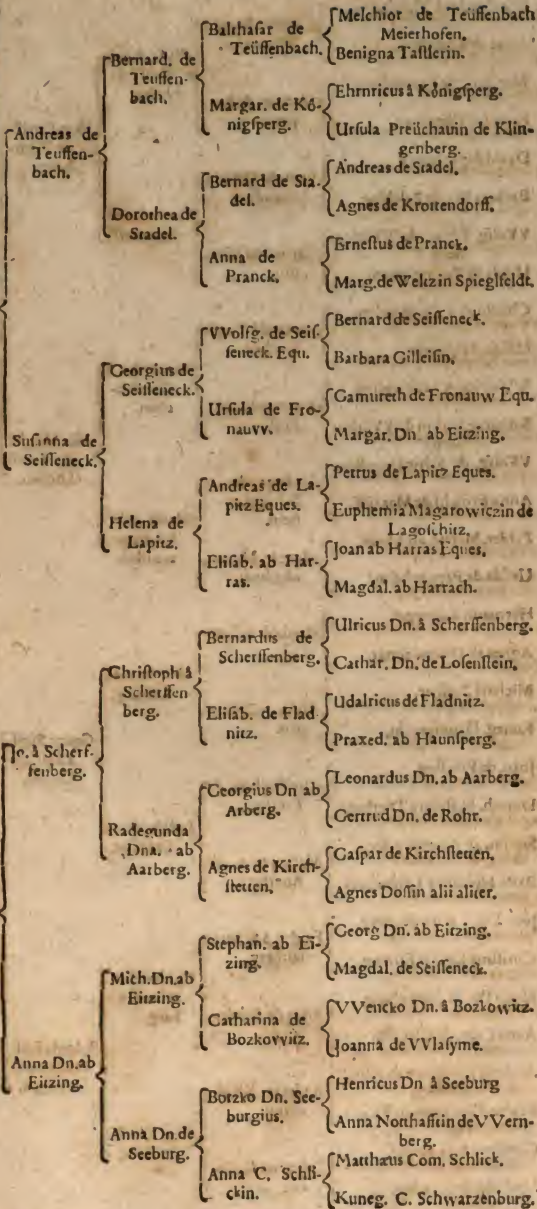 Andreas de
Teuffen-
bach.
Susanna de
Seisseneck.
Jo. à Scherf-
fenberg.
Anna Dn. ab
Eitzing.
Bernard. de
Teuffen-
bach.
Dorothea de
Stadel.
Georgius de
Seisseneck.
Helena de
Lapitz.
Christoph à
Scherffen
berg.
Radegunda
Dna. ab
Aarberg.
Mich. Dn. ab
Eitzing.
Anna Dn. de
Seeburg.
Balthasar de
Teüffenbach.
Margar. de Kö-
nigsperg.
Bernard de Sta-
del.
Anna de
Pranck.
VVolfg. de Seis-
seneck. Equ.
Ursula de Fro-
nauvv.
Andreas de La-
pitz Eques.
Elisab. ab Har-
ras.
Bernardus de
Scherffenberg.
Elisab. de Flad
nitz.
Georgius Dn ab
Arberg.
Agnes de Kirch-
stetten,
Stephan. ab Ei-
zing.
Catharina de
Bozkovvitz.
Botzko Dn. See-
burgius.
Anna C. Schli-
ckin.
Melchior de Teüffenbach
Meierhofen.
Benigna Tastlerin.
Ehrnricus à Königsperg.
Ursula Preüchauin de Klin-
genberg.
Andreas de Stadel.
Agnes de Krottendorff.
Ernestus de Pranck.
Marg. de Weltz in Spieglfeldt.
Bernard de Seisseneck.
Barbara Gilleisin.
Gamureth de Fronauw Equ.
Margar. Dn. ab Eitzing.
Petrus de Lapitz Eques.
Euphemia Magarowiczin de
Lagoschitz.
Joan ab Harras Eques.
Magdal. ab Harrach.
Ulricus Dn. à Scherffenberg.
Cathar. Dn. de Losenstein.
Udalricus de Fladnitz.
Praxed. ab Haunsperg.
Leonardus Dn. ab Aarberg.
Gertrud Dn. de Rohr.
Gaspar de Kirchstetten.
Agnes Dossin alii aliter.
Georg Dn. ab Eitzing.
Magdal. de Seisseneck.
VVencko Dn. à Bozkowitz.
Joanna de VVlasyme.
Henricus Dn à Seeburg
Anna Notthafftin de VVern-
berg.
Matthæus Com. Schlick.
Kuneg. C. Schwarzenburg.